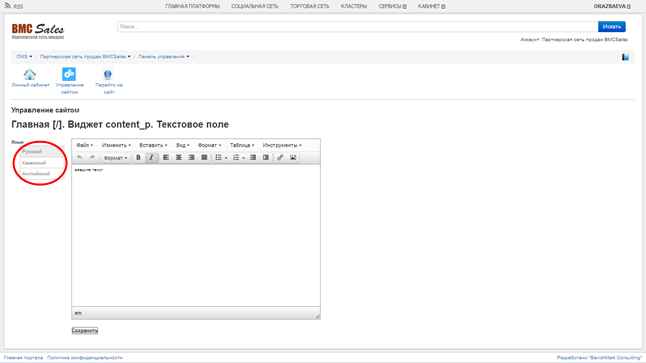 RSS ГЛАВНАЯ ПЛАТФОРМЫ СОЦИАЛЬНАЯ СЕТЬ ТОРГОВАЯ СЕТЬ КЛАСТЕРЫ СЕРВИСЫ КАБИНЕТ ORAZBAEVA
BMC Sales
Партнерская сеть продаж
Поиск... Искать
Аккаунт: Партнерская сеть продаж BMCSales
CMS / Партнерская сеть продаж BMCSales / Панель управления /
Личный кабинет Управление сайтом Перейти на сайт
Управление сайтом
Главная [/]. Виджет content_p. Текстовое поле
Язык
Русский
Казахский
Английский
Файл Изменить Вставить Вид Формат Таблица Инструменты
Формат B I
введите текст
em
Сохранить
Главная портала Политика конфиденциальности Разработано "BenchMark Consulting"